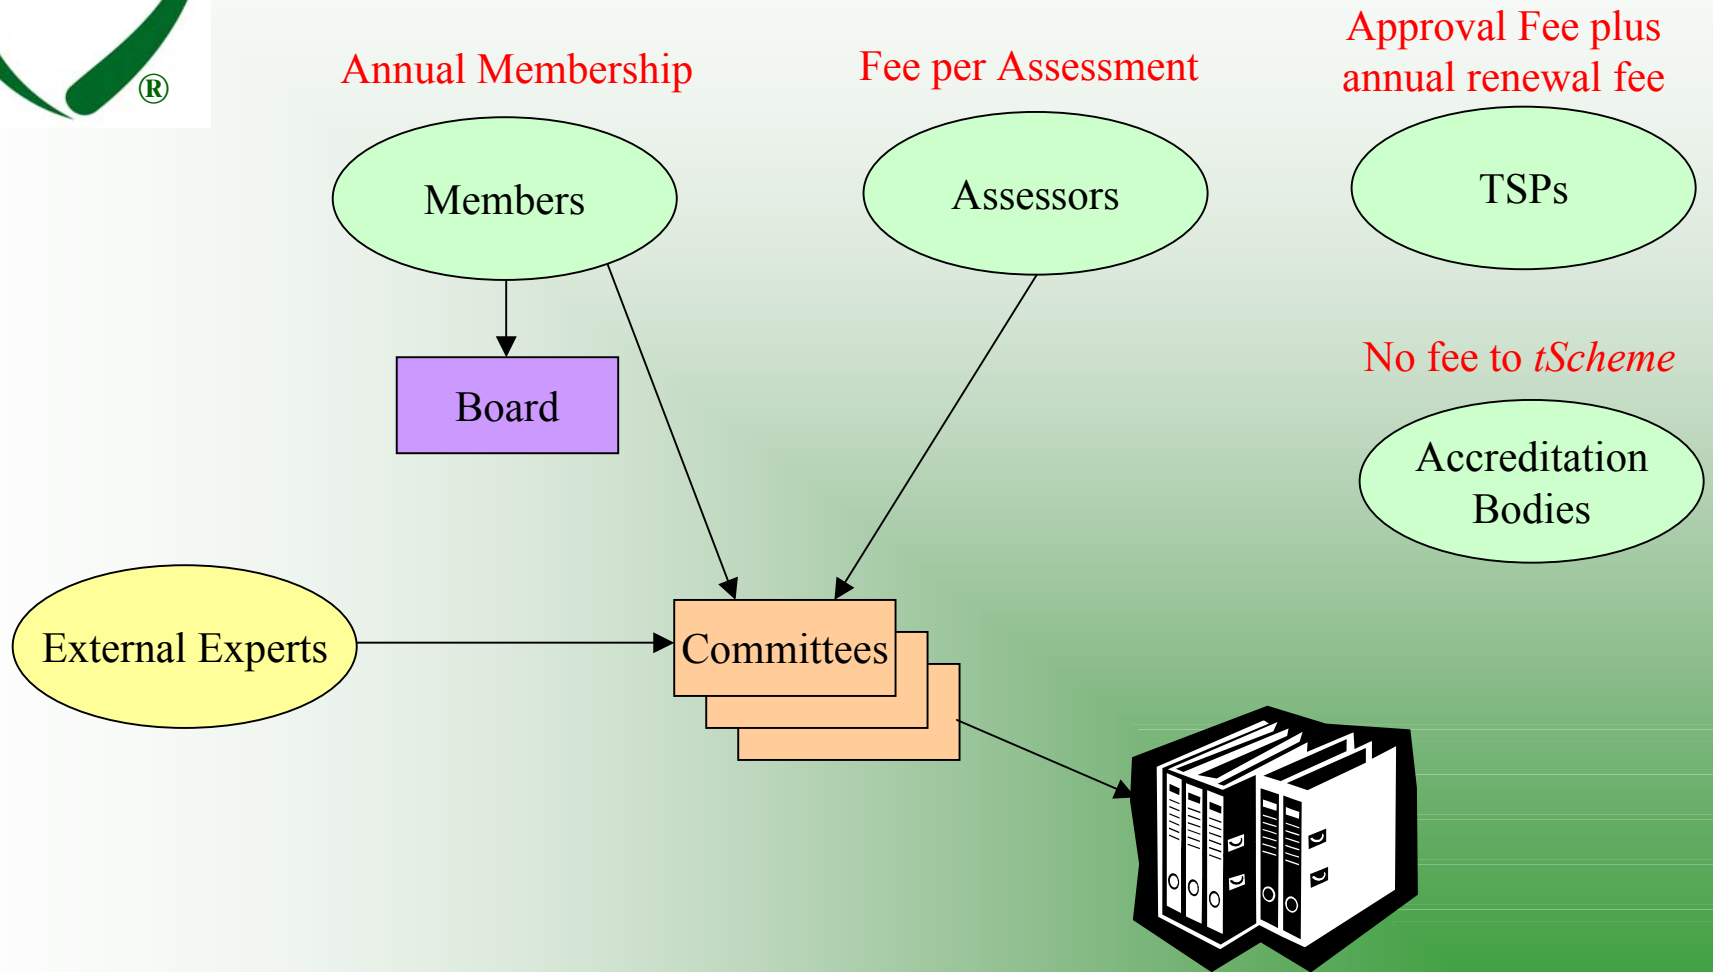 ®
Annual Membership
Fee per Assessment
Approval Fee plus
annual renewal fee
Members
Assessors
TSPs
No fee to tScheme
Board
Accreditation
Bodies
External Experts
Committees